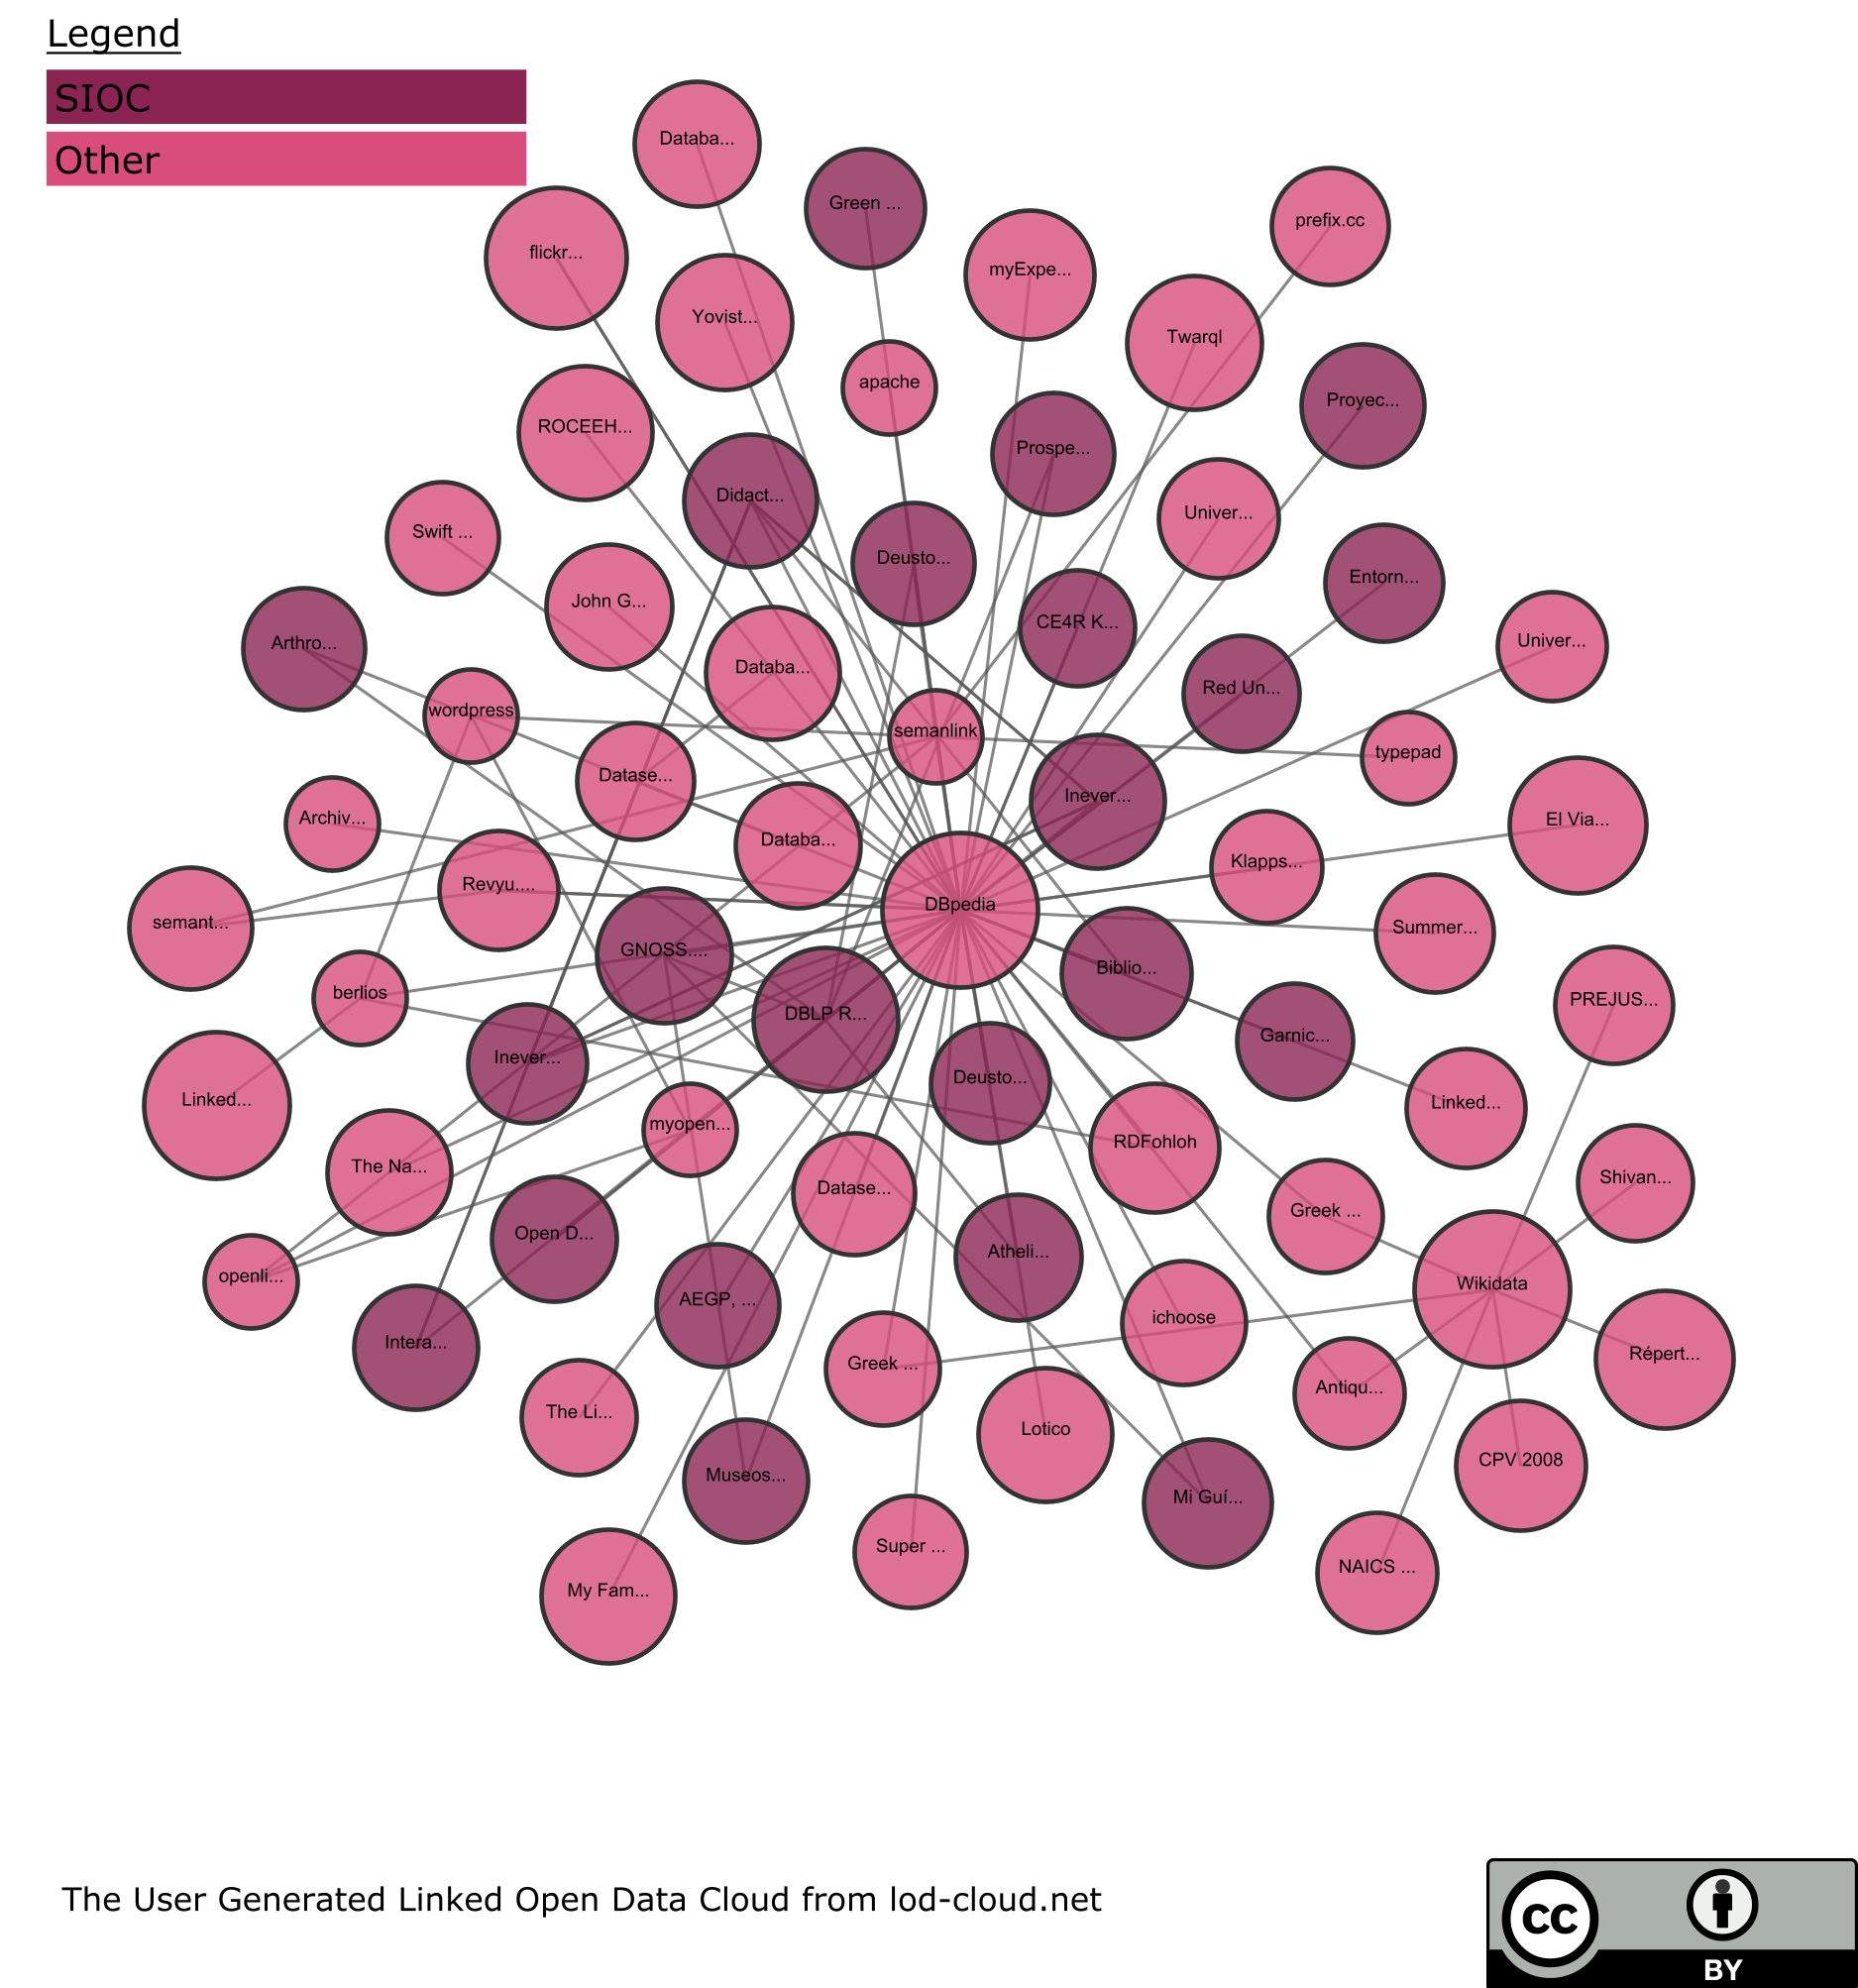 Legend
SIOC
Other
Databa...
Green ...
prefix.cc
flickr...
myExpe...
Yovist...
Twarql
apache
Proyec...
ROCEEH...
Prospe...
Didact...
Univer...
Swift ...
Deusto...
Entorn...
John G...
CE4R K...
Arthro...
Univer...
Databa...
Red Un...
wordpress
semanlink
typepad
Datase...
Inever...
Archiv...
El Via...
Databa...
Klapps...
Revyu....
DBpedia
semant...
Summer...
GNOSS....
Biblio...
berlios
PREJUS...
DBLP R...
Garnic...
Inever...
Deusto...
Linked...
Linked...
myopen...
RDFohloh
The Na...
Shivan...
Datase...
Greek ...
Open D...
Atheli...
openli...
Wikidata
AEGP, ...
ichoose
Intera...
Répert...
Greek ...
Antiqu...
The Li...
Lotico
CPV 2008
Museos...
Mi Guí...
Super ...
NAICS ...
My Fam...
The User Generated Linked Open Data Cloud from lod-cloud.net
cc
BY